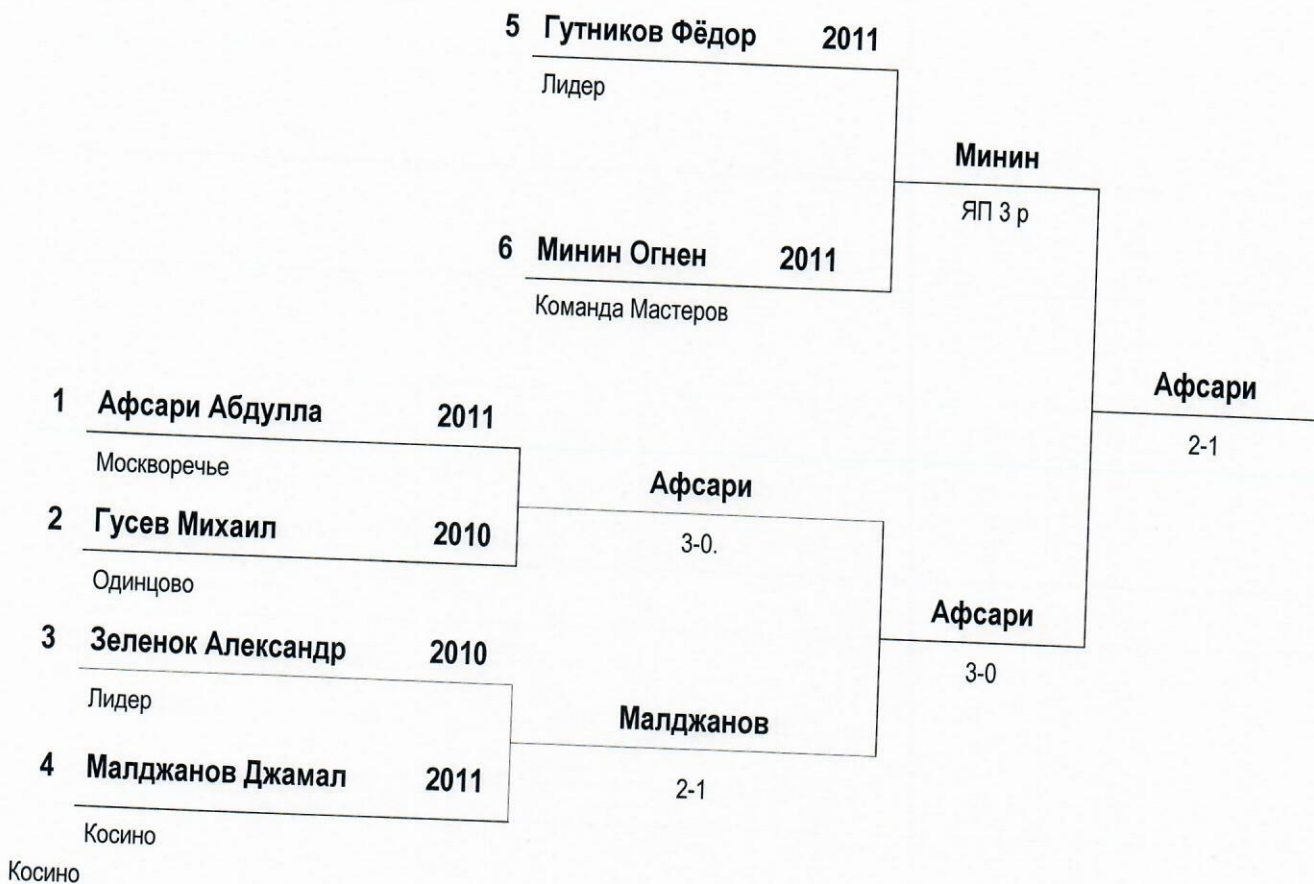 5 Гутников Фёдор 2011
Лидер
Минин
ЯП 3 р
6 Минин Огнен 2011
Команда Мастеров
Афсари
2-1
1 Афсари Абдулла 2011
Москворечье
Афсари
3-0.
2 Гусев Михаил 2010
Одинцово
Афсари
3-0
3 Зеленок Александр 2010
Лидер
Малджанов
2-1
4 Малджанов Джамал 2011
Косино
Косино